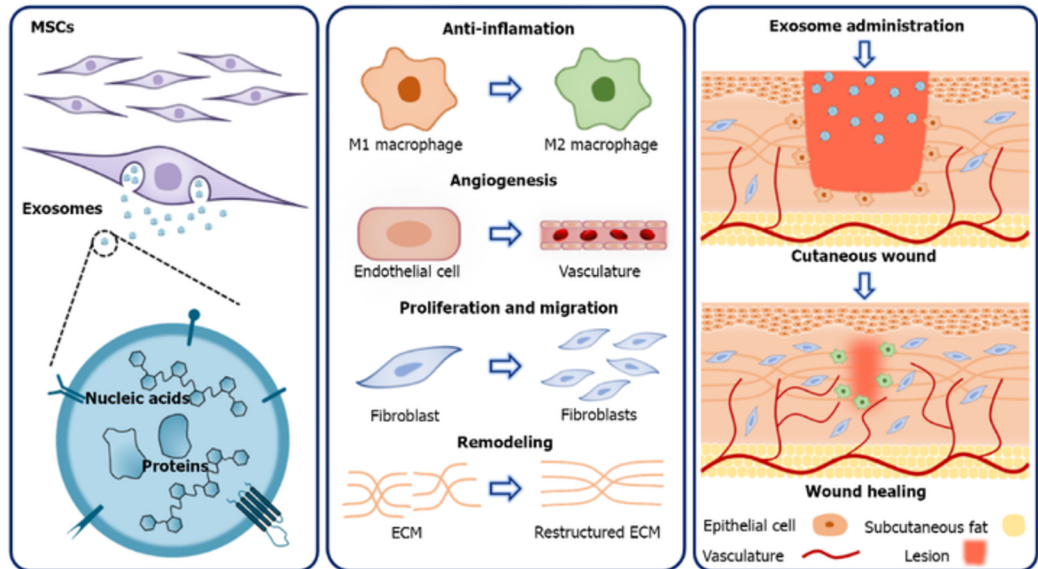 MSCs
Exosomes
Nucleic acids
Proteins
Anti-inflamation
M1 macrophage
M2 macrophage
Angiogenesis
Endothelial cell
Vasculature
Proliferation and migration
Fibroblast
Fibroblasts
Remodeling
ECM
Restructured ECM
Exosome administration
Cutaneous wound
Wound healing
Epithelial cell
Subcutaneous fat
Vasculature
Lesion